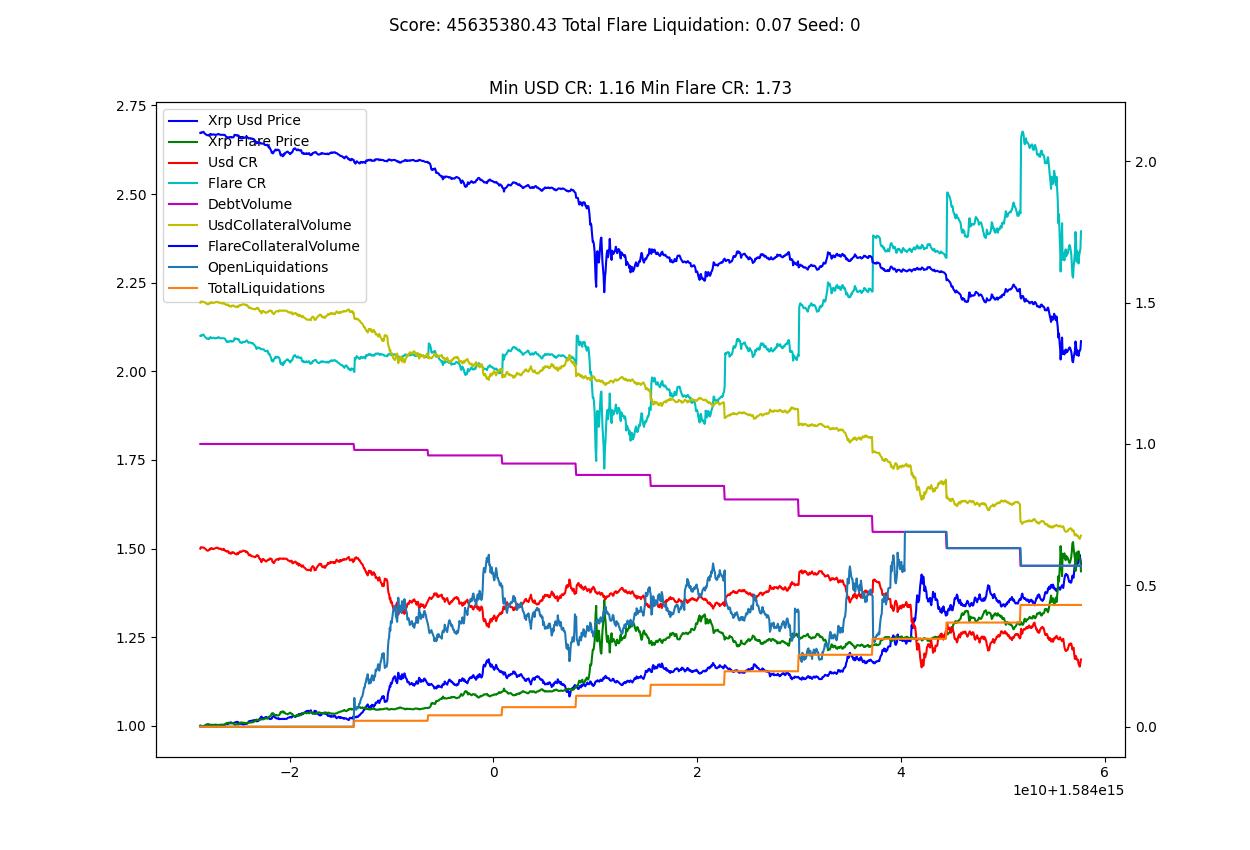 Score: 45635380.43 Total Flare Liquidation: 0.07 Seed: 0
Min USD CR: 1.16 Min Flare CR: 1.73
Xrp Usd Price
Xrp Flare Price
Usd CR
Flare CR
DebtVolume
UsdCollateralVolume
FlareCollateralVolume
OpenLiquidations
TotalLiquidations
2.75
2.50
2.25
2.00
1.75
1.50
1.25
1.00
2.0
1.5
1.0
0.5
0.0
−2 0 2 4 6
1e10+1.584e15